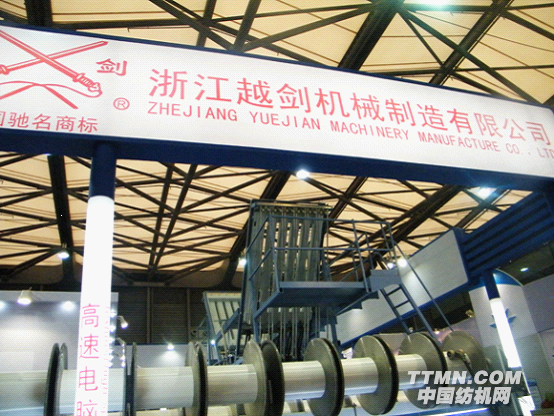 剑
®
驰名商标
浙江越剑机械制造有限公司
ZHEJIANG YUEJIAN MACHINERY MANUFACTURE CO., LTD
高速电脑
TTMN.COM
中国纺机网